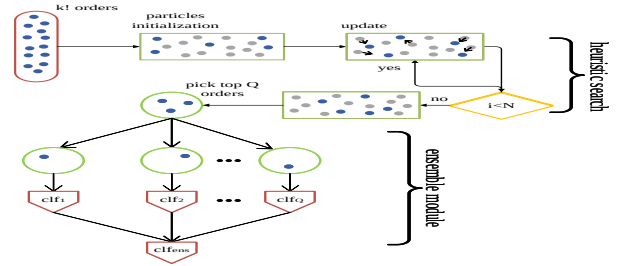 k! orders
particles
initialization
update
yes
heuristic search
pick top Q
orders
no
i<N
ensemble module
clf1
clf2
clfQ
clfens